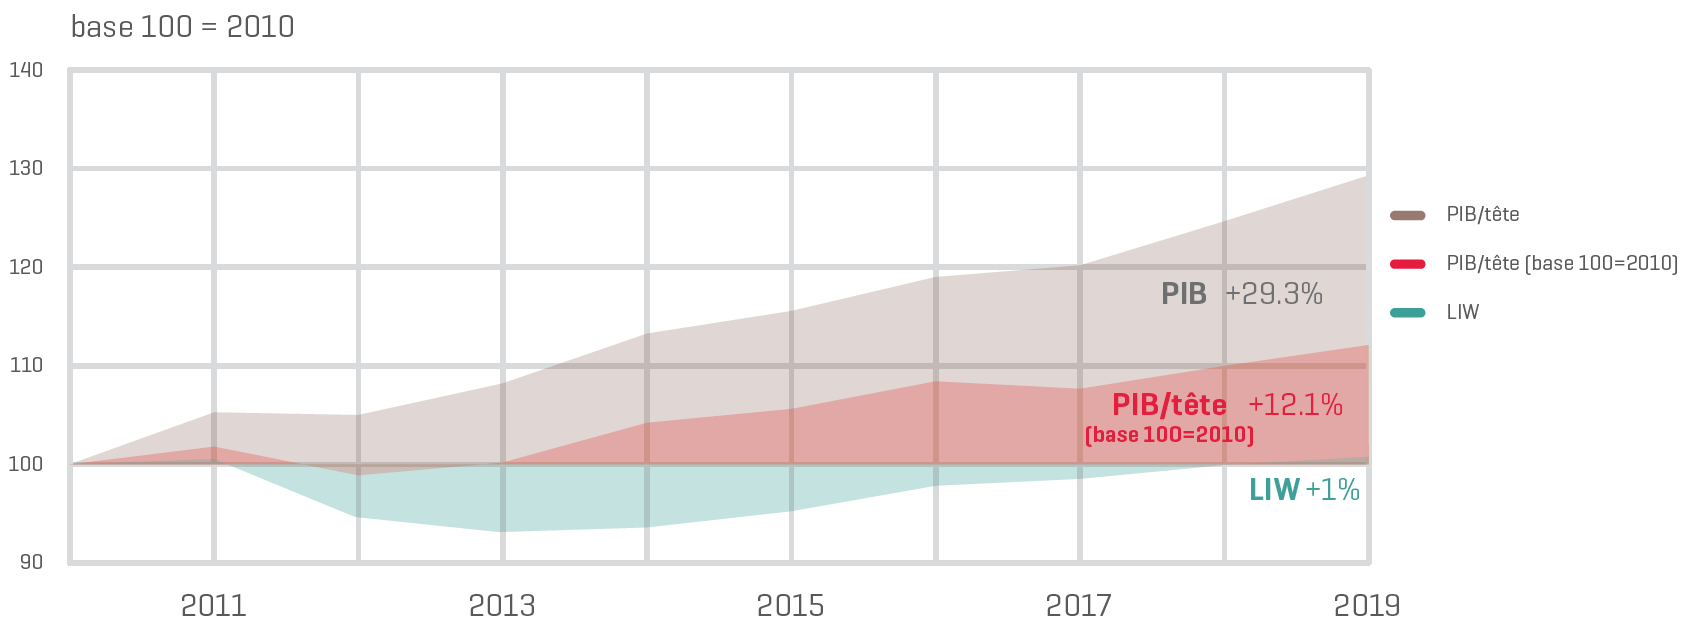 base 100 = 2010
140
130
120
110
100
90
PIB +29.3%
PIB/tête +12.1%
(base 100=2010)
LIW +1%
2011 2013 2015 2017 2019
PIB/tête
PIB/tête (base 100=2010)
LIW